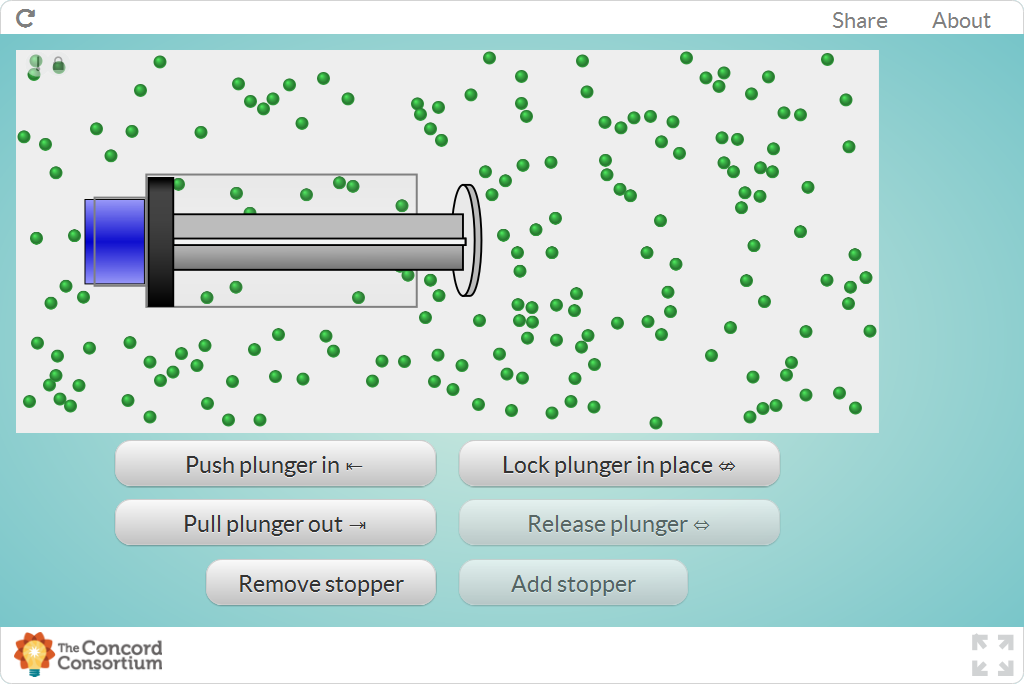 Share About
Push plunger in ⇤ Lock plunger in place ⇎
Pull plunger out ⇥ Release plunger ⇔
Remove stopper Add stopper
The Concord
Consortium